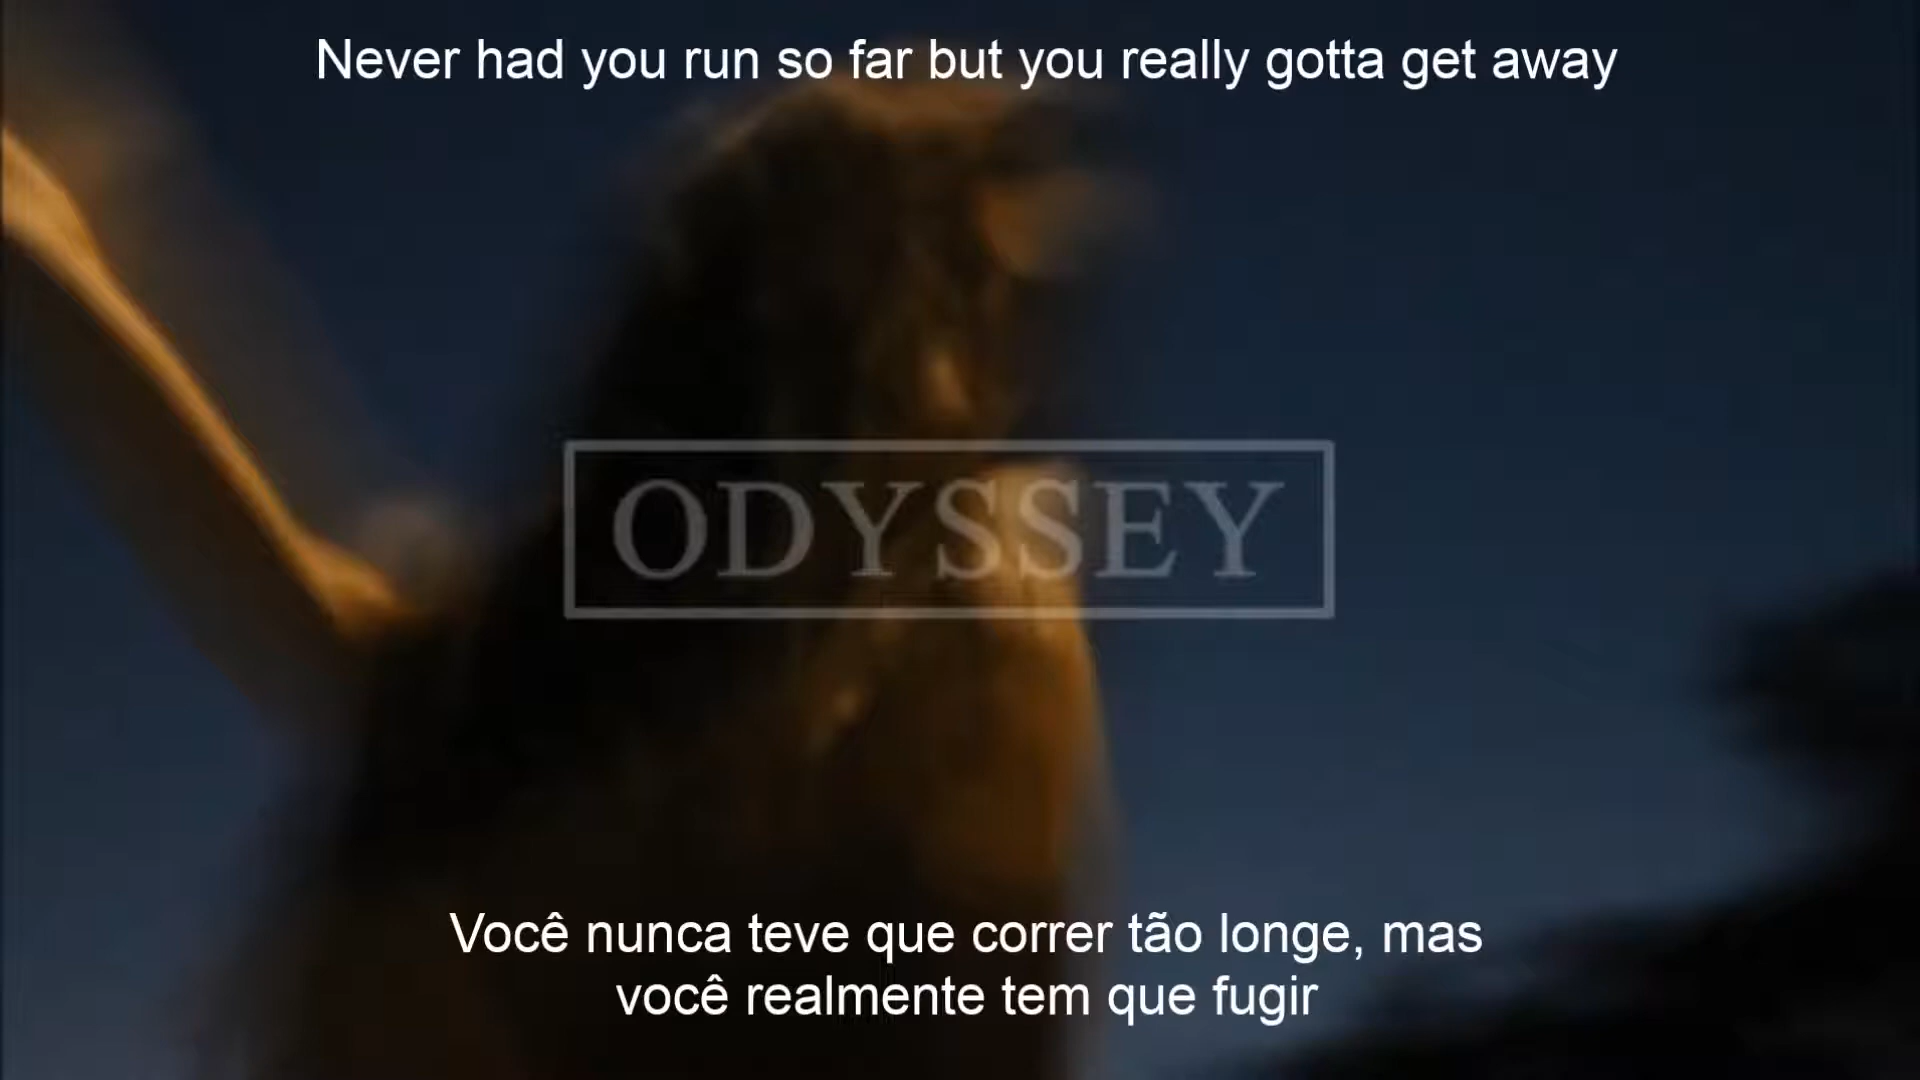 Never had you run so far but you really gotta get away
ODYSSEY
Você nunca teve que correr tão longe, mas
você realmente tem que fugir